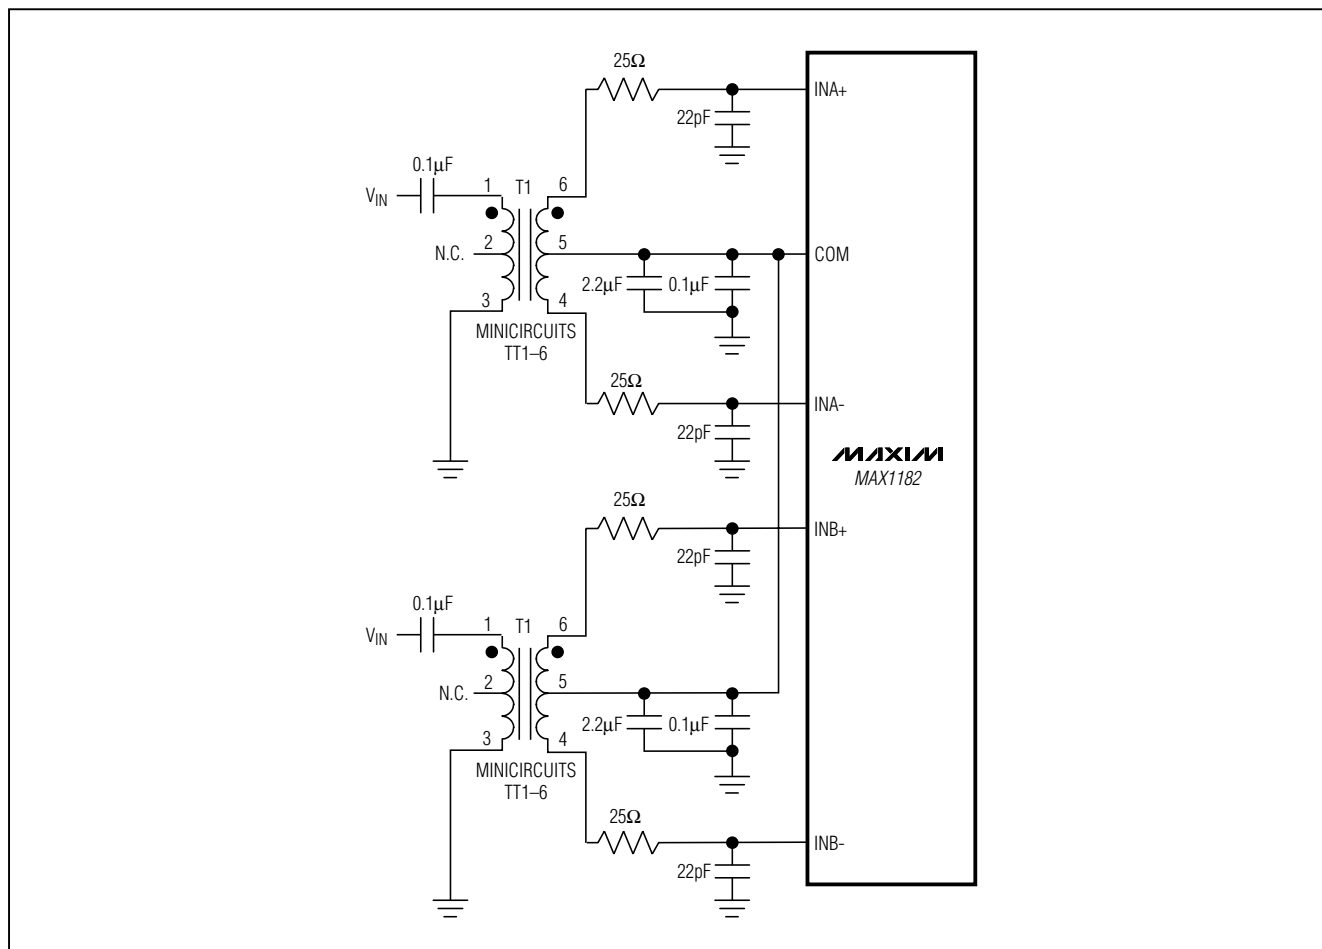 25Ω
INA+
22pF
0.1μF
1 T1 6
VIN
N.C. 2 5 COM
2.2μF 0.1μF
3 4
MINICIRCUITS
TT1–6
25Ω
INA-
22pF
MAXIM
MAX1182
25Ω
INB+
22pF
0.1μF
1 T1 6
VIN
N.C. 2 5
2.2μF 0.1μF
3 4
MINICIRCUITS
TT1–6
25Ω
INB-
22pF